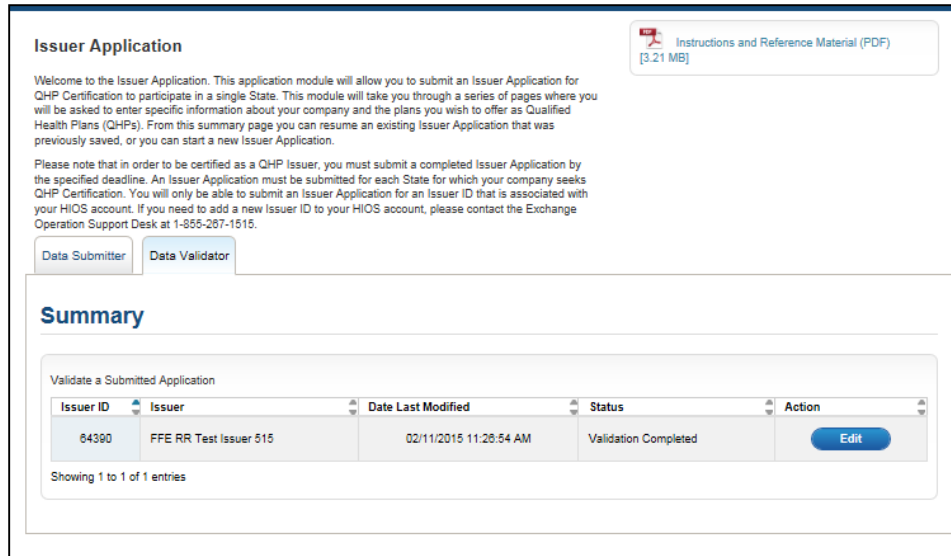 Issuer Application
PDF
Instructions and Reference Material (PDF)
[3.21 MB]
Welcome to the Issuer Application. This application module will allow you to submit an Issuer Application for
QHP Certification to participate in a single State. This module will take you through a series of pages where you
will be asked to enter specific information about your company and the plans you wish to offer as Qualified
Health Plans (QHPs). From this summary page you can resume an existing Issuer Application that was
previously saved, or you can start a new Issuer Application.
Please note that in order to be certified as a QHP Issuer, you must submit a completed Issuer Application by
the specified deadline. An Issuer Application must be submitted for each State for which your company seeks
QHP Certification. You will only be able to submit an Issuer Application for an Issuer ID that is associated with
your HIOS account. If you need to add a new Issuer ID to your HIOS account, please contact the Exchange
Operation Support Desk at 1-855-267-1515.
Data Submitter Data Validator
Summary
Validate a Submitted Application
Issuer ID Issuer Date Last Modified Status Action
64390 FFE RR Test Issuer 515 02/11/2015 11:26:54 AM Validation Completed Edit
Showing 1 to 1 of 1 entries